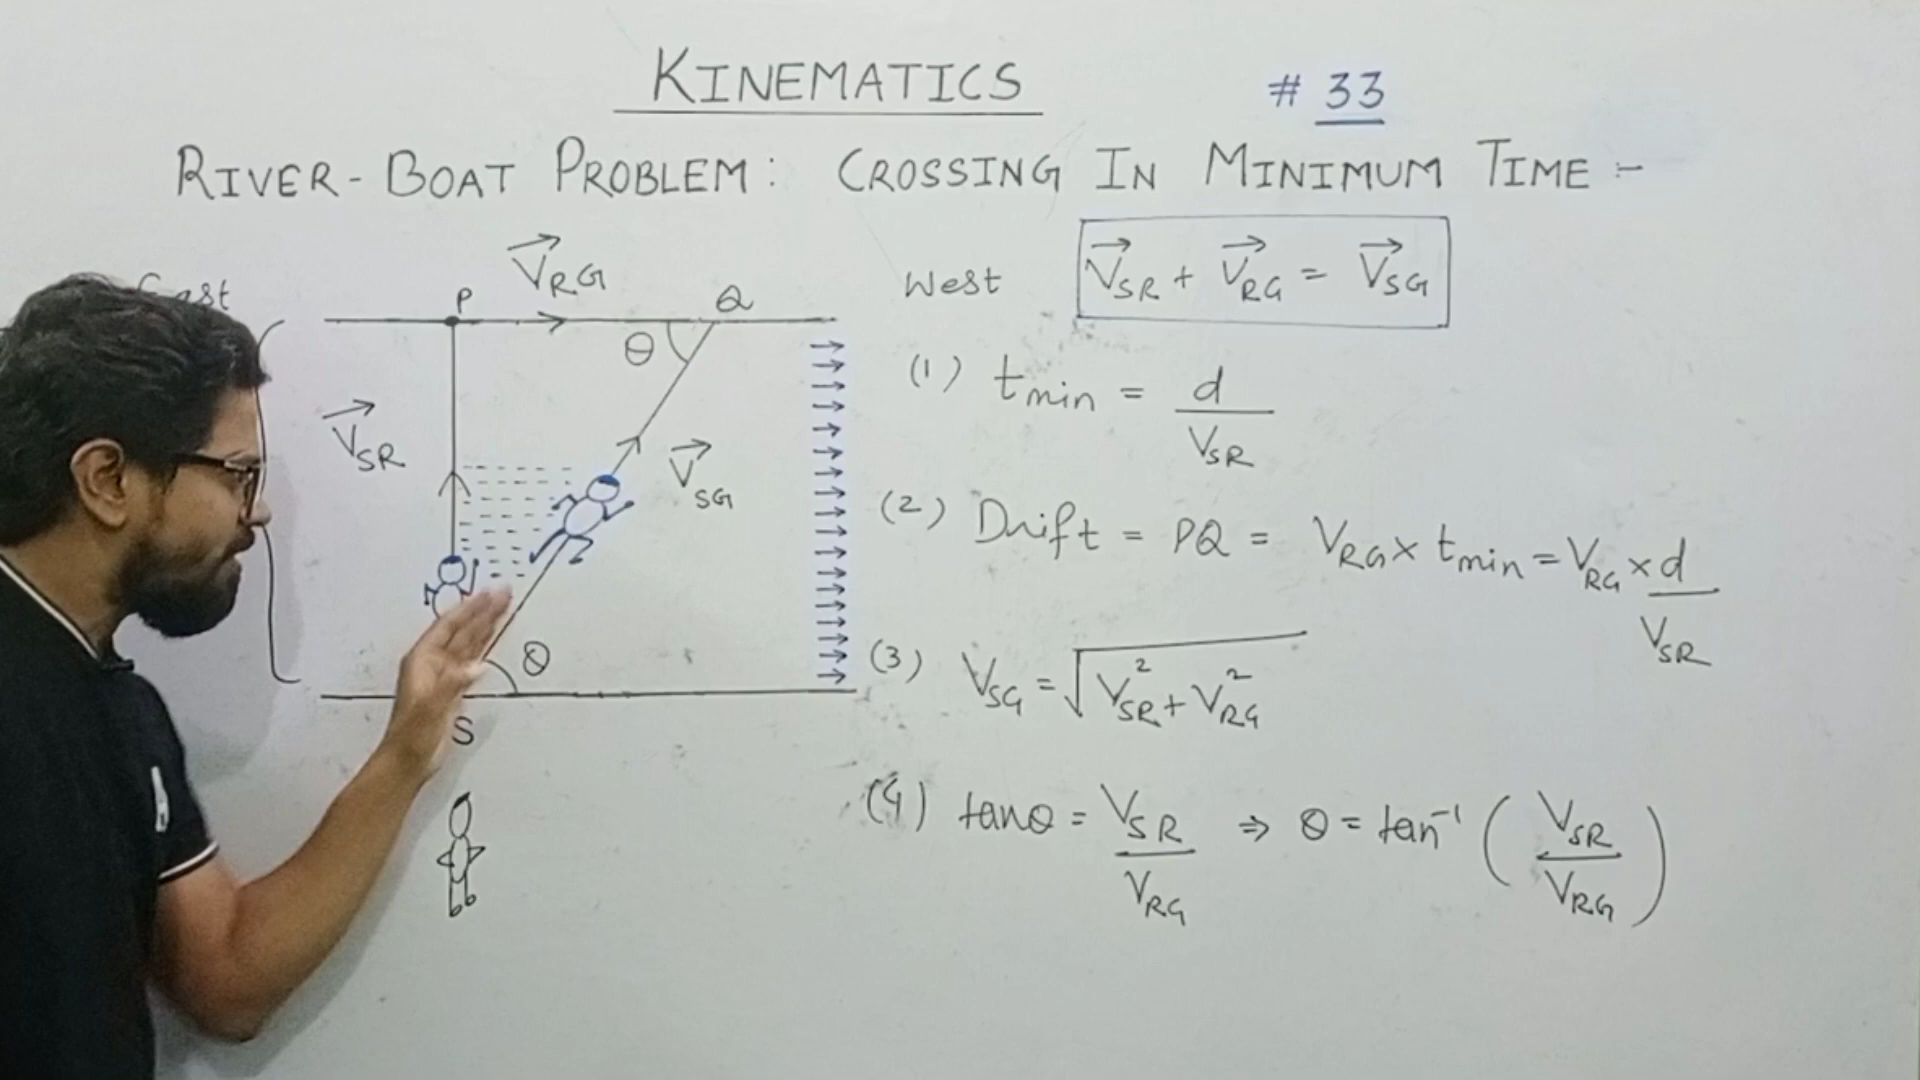 KINEMATICS
# 33
RIVER-BOAT PROBLEM: CROSSING IN MINIMUM TIME :-
East
P
V⃗RG
Q
West
V⃗SR + V⃗RG = V⃗SG
θ
V⃗SR
V⃗SG
θ
S
(1) tmin = d/VSR
(2) Drift = PQ = VRG × tmin = VRG × d/VSR
(3) VSG = √(VSR² + VRG²)
(4) tanθ = VSR/VRG ⇒ θ = tan⁻¹ (VSR/VRG)